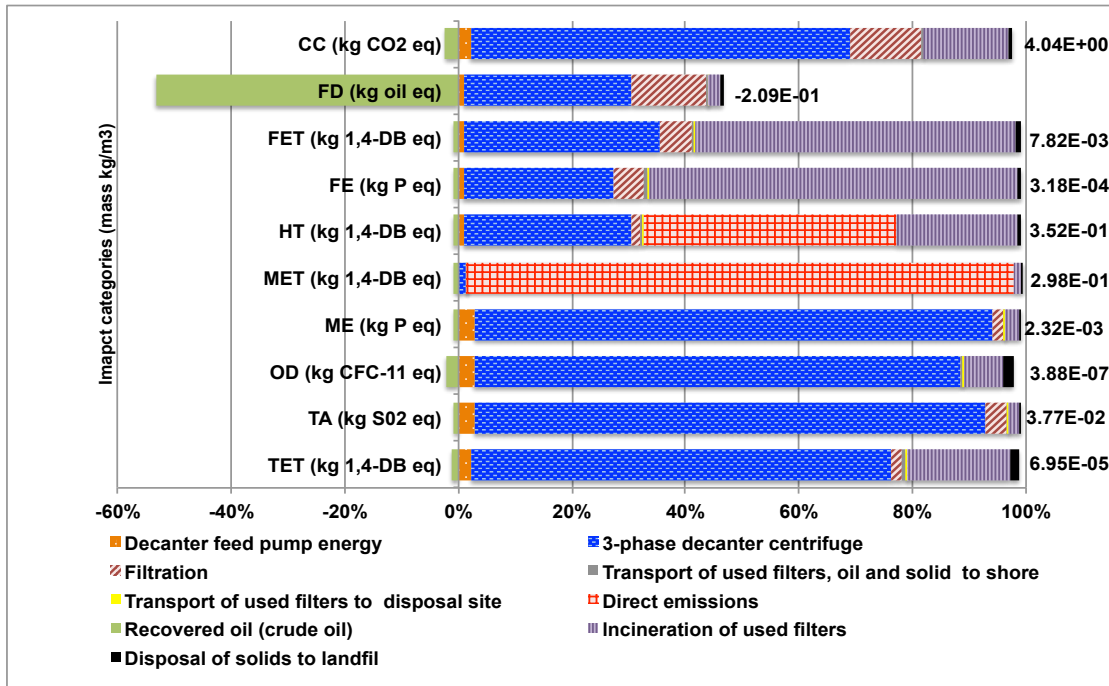 Imapct categories (mass kg/m3)
CC (kg CO2 eq) 4.04E+00
FD (kg oil eq) -2.09E-01
FET (kg 1,4-DB eq) 7.82E-03
FE (kg P eq) 3.18E-04
HT (kg 1,4-DB eq) 3.52E-01
MET (kg 1,4-DB eq) 2.98E-01
ME (kg P eq) 2.32E-03
OD (kg CFC-11 eq) 3.88E-07
TA (kg S02 eq) 3.77E-02
TET (kg 1,4-DB eq) 6.95E-05
-60% -40% -20% 0% 20% 40% 60% 80% 100%
Decanter feed pump energy 3-phase decanter centrifuge
Filtration Transport of used filters, oil and solid to shore
Transport of used filters to disposal site Direct emissions
Recovered oil (crude oil) Incineration of used filters
Disposal of solids to landfil